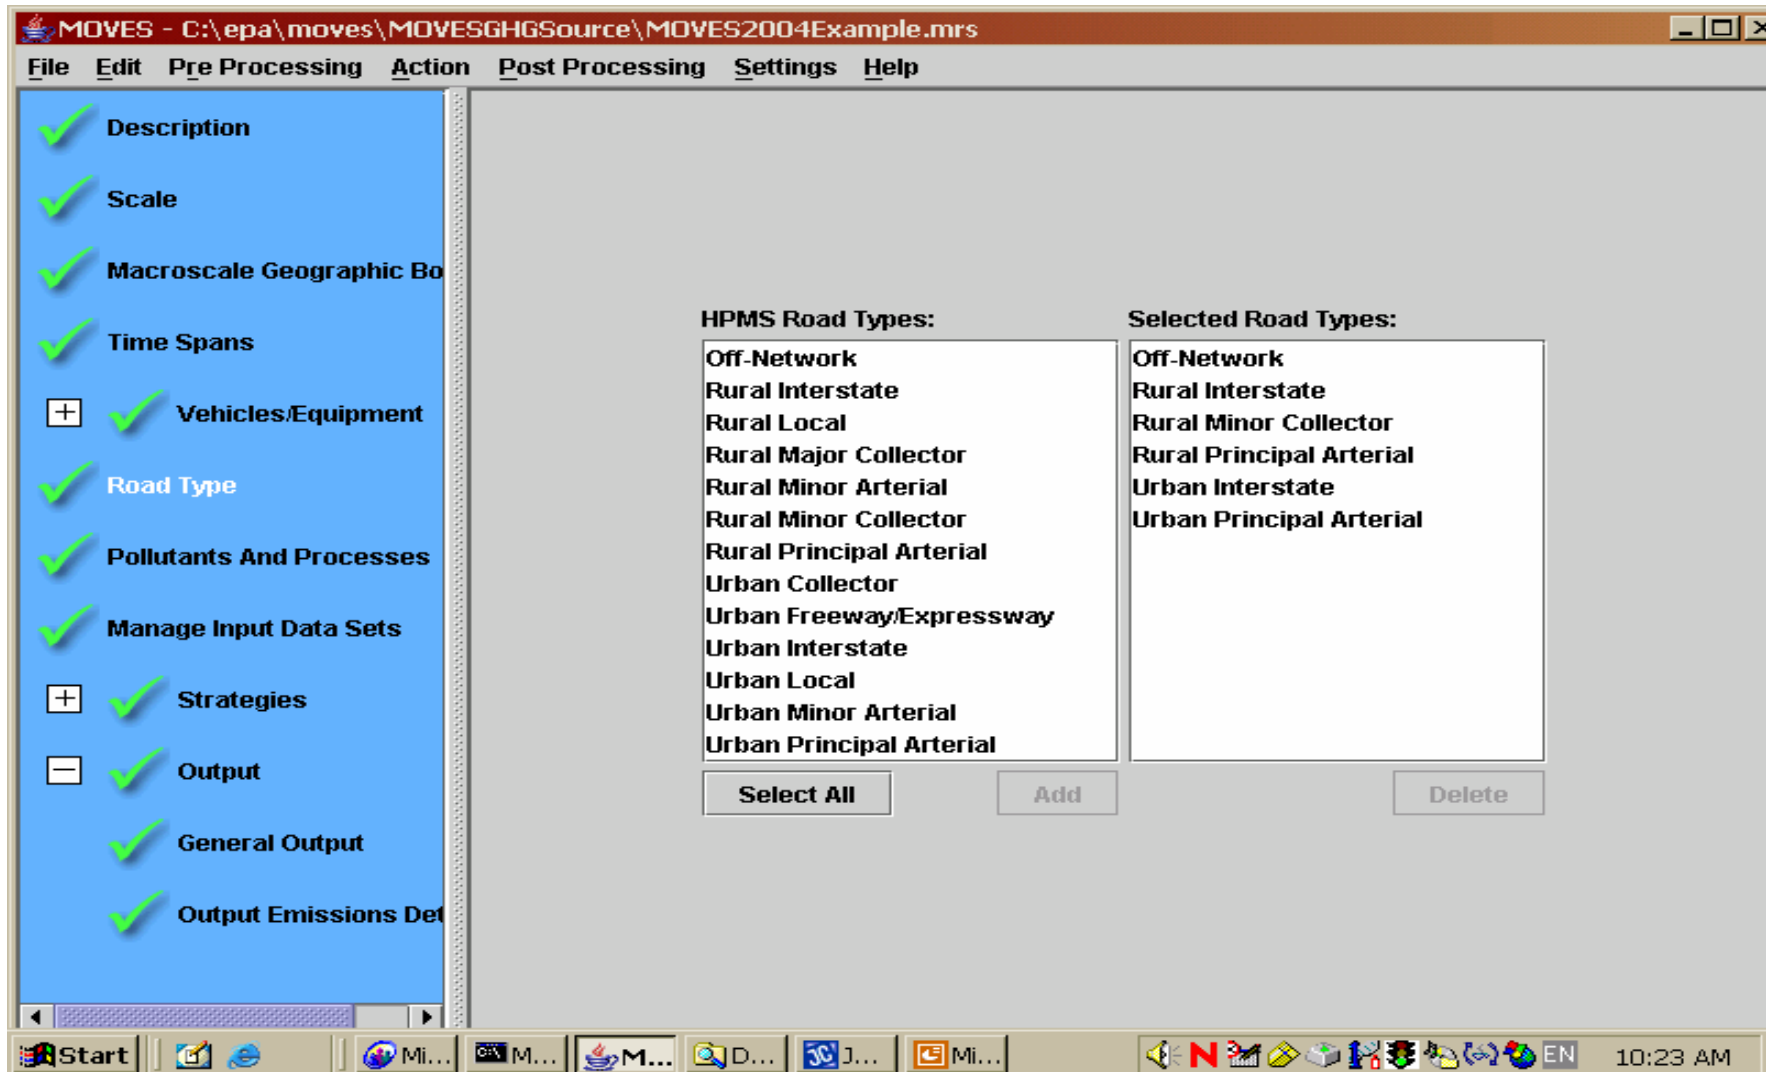 MOVES - C:\epa\moves\MOVESGHGSource\MOVES2004Example.mrs
File Edit Pre Processing Action Post Processing Settings Help
Description
Scale
Macroscale Geographic Bo
Time Spans
Vehicles/Equipment
Road Type
Pollutants And Processes
Manage Input Data Sets
Strategies
Output
General Output
Output Emissions Det
HPMS Road Types:
Off-Network
Rural Interstate
Rural Local
Rural Major Collector
Rural Minor Arterial
Rural Minor Collector
Rural Principal Arterial
Urban Collector
Urban Freeway/Expressway
Urban Interstate
Urban Local
Urban Minor Arterial
Urban Principal Arterial
Select All
Add
Selected Road Types:
Off-Network
Rural Interstate
Rural Minor Collector
Rural Principal Arterial
Urban Interstate
Urban Principal Arterial
Delete
Start Mi... M... M... D... J... Mi... N EN 10:23 AM